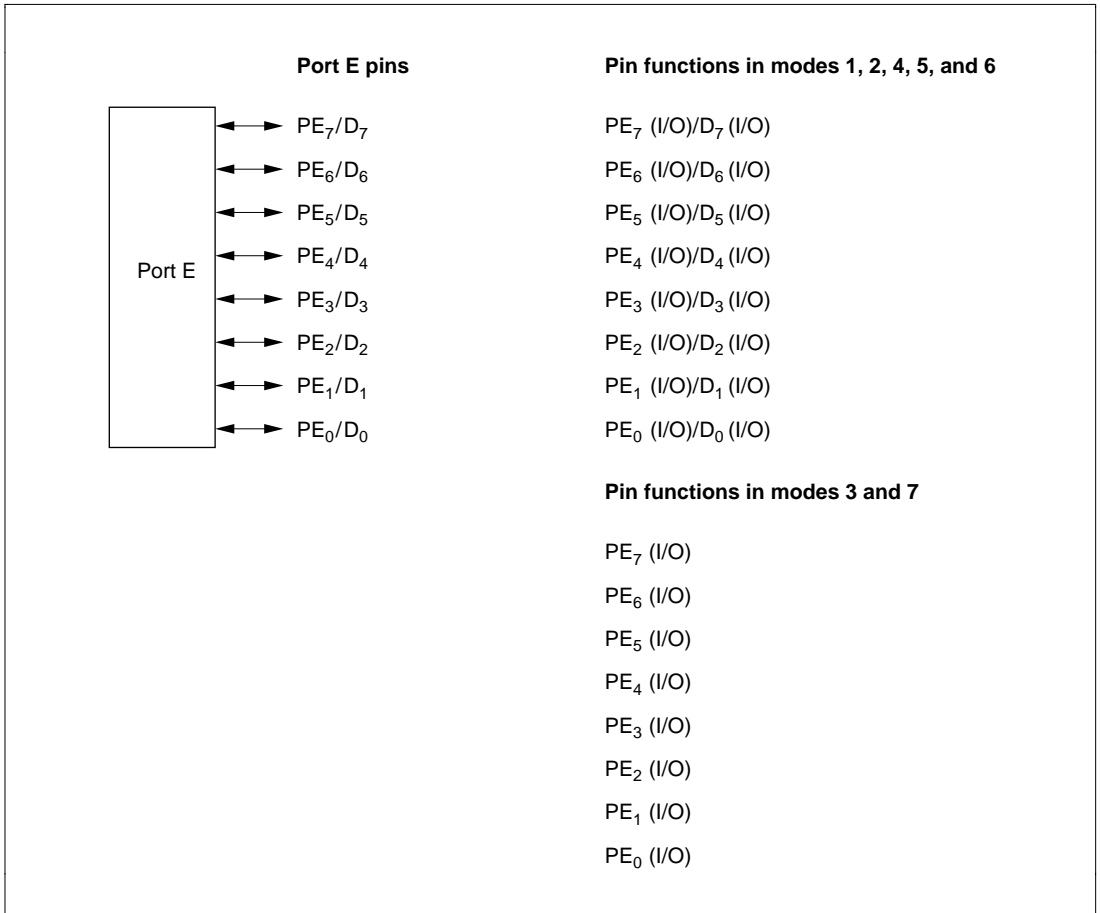 Port E pins Pin functions in modes 1, 2, 4, 5, and 6
PE₇/D₇ PE₇ (I/O)/D₇ (I/O)
PE₆/D₆ PE₆ (I/O)/D₆ (I/O)
PE₅/D₅ PE₅ (I/O)/D₅ (I/O)
PE₄/D₄ PE₄ (I/O)/D₄ (I/O)
Port E
PE₃/D₃ PE₃ (I/O)/D₃ (I/O)
PE₂/D₂ PE₂ (I/O)/D₂ (I/O)
PE₁/D₁ PE₁ (I/O)/D₁ (I/O)
PE₀/D₀ PE₀ (I/O)/D₀ (I/O)
Pin functions in modes 3 and 7
PE₇ (I/O)
PE₆ (I/O)
PE₅ (I/O)
PE₄ (I/O)
PE₃ (I/O)
PE₂ (I/O)
PE₁ (I/O)
PE₀ (I/O)